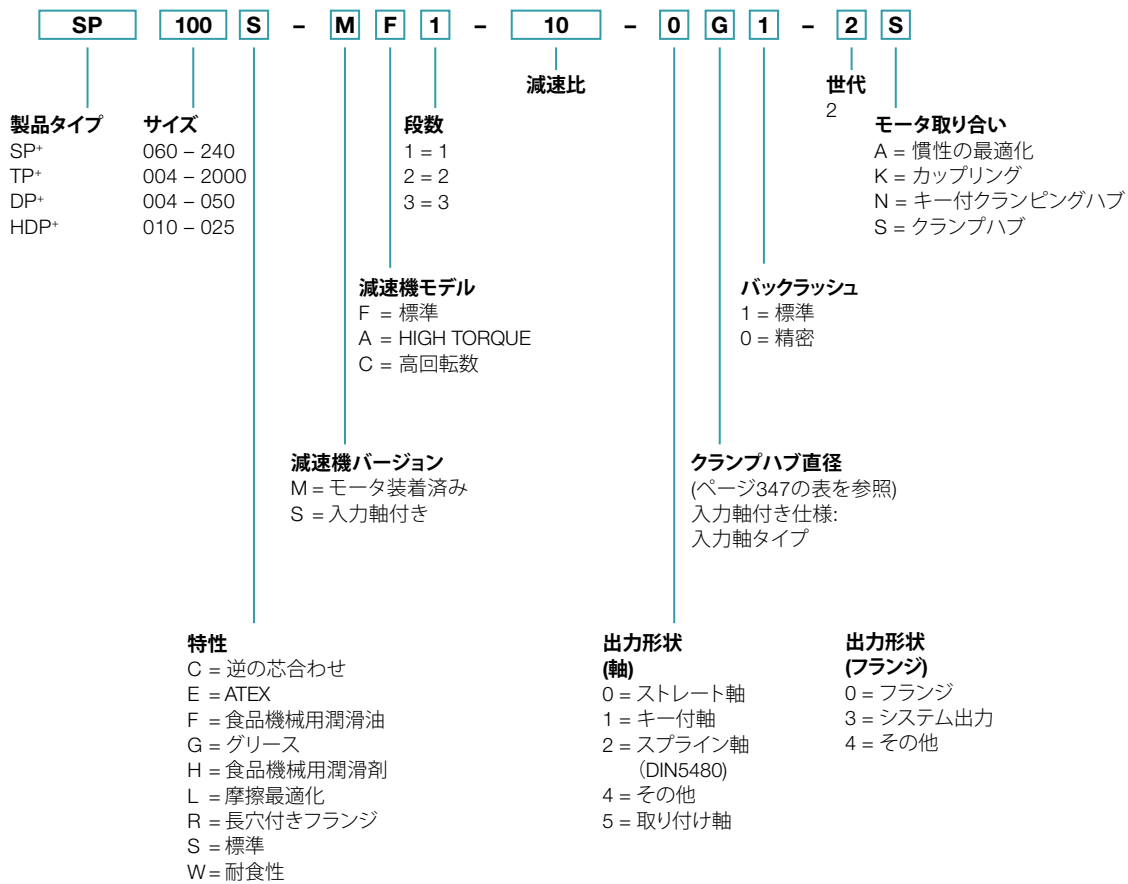 SP 100 S – M F 1 – 10 – 0 G 1 – 2 S
減速比
世代
2
製品タイプ
SP+
TP+
DP+
HDP+
サイズ
060 – 240
004 – 2000
004 – 050
010 – 025
段数
1 = 1
2 = 2
3 = 3
モータ取り合い
A = 慣性の最適化
K = カップリング
N = キー付クランピングハブ
S = クランプハブ
減速機モデル
F = 標準
A = HIGH TORQUE
C = 高回転数
バックラッシュ
1 = 標準
0 = 精密
減速機バージョン
M = モータ装着済み
S = 入力軸付き
クランプハブ直径
(ページ347の表を参照)
入力軸付き仕様:
入力軸タイプ
特性
C = 逆の芯合わせ
E = ATEX
F = 食品機械用潤滑油
G = グリース
H = 食品機械用潤滑剤
L = 摩擦最適化
R = 長穴付きフランジ
S = 標準
W = 耐食性
出力形状
(軸)
0 = ストレート軸
1 = キー付軸
2 = スプライン軸
（DIN5480)
4 = その他
5 = 取り付け軸
出力形状
(フランジ)
0 = フランジ
3 = システム出力
4 = その他